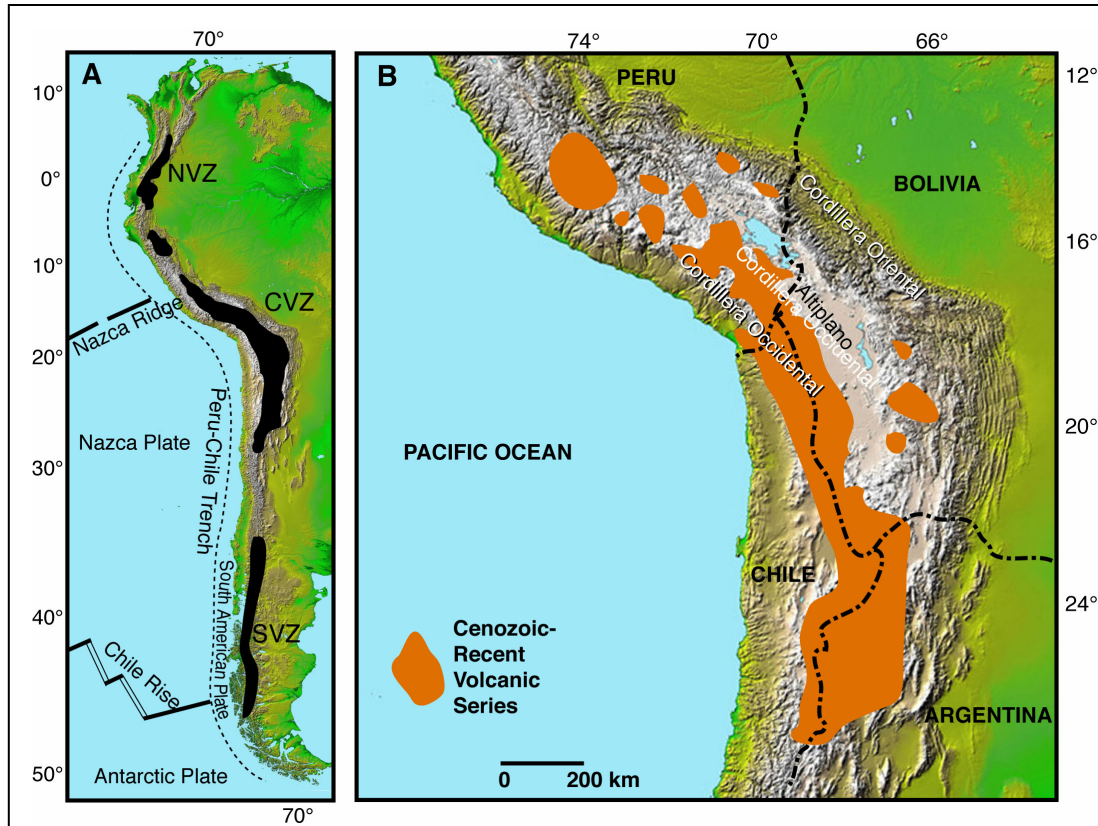 70°
A
10°
NVZ
0°
10°
CVZ
Nazca Ridge
20°
Peru-Chile Trench
Nazca Plate
30°
South American Plate
40°
SVZ
Chile Rise
50°
Antarctic Plate
70°
74°
70°
66°
B
PERU
12°
BOLIVIA
Cordillera Oriental
16°
Cordillera Occidental
Altiplano
Cordillera Occidental
20°
PACIFIC OCEAN
CHILE
24°
Cenozoic-
Recent
Volcanic
Series
ARGENTINA
0 200 km